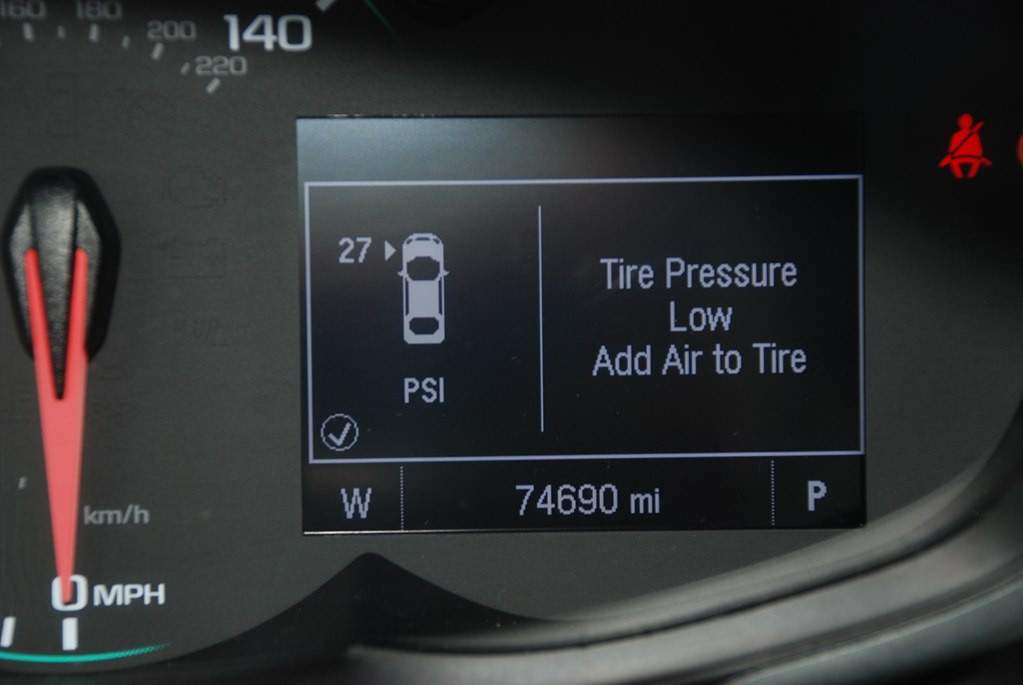 160 180
200 140
220
27
Tire Pressure
Low
Add Air to Tire
PSI
W 74690 mi P
km/h
0 MPH